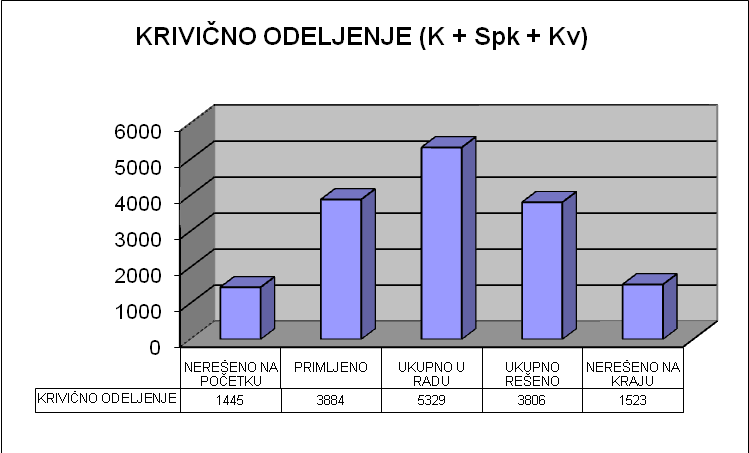 KRIVIČNO ODELJENJE (K + Spk + Kv)
6000
5000
4000
3000
2000
1000
0
NEREŠENO NA POČETKU
PRIMLJENO
UKUPNO U RADU
UKUPNO REŠENO
NEREŠENO NA KRAJU
KRIVIČNO ODELJENJE 1445 3884 5329 3806 1523